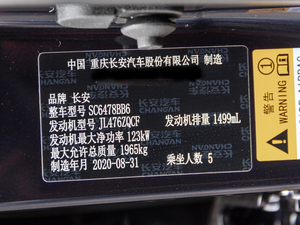 中国 重庆长安汽车股份有限公司 制造
品牌 长安
整车型号 SC6478BB6
发动机型号 JL476ZQCF 发动机排量 1499mL
发动机最大净功率 123kW
最大允许总质量 1965kg
制造年月 2020-08-31 乘坐人数 5
警告
WARNING